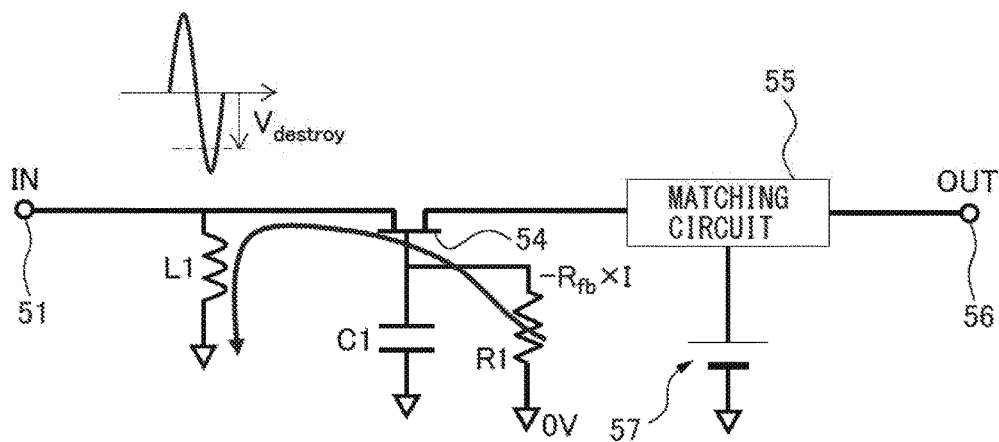 V_destroy
55
IN
MATCHING
CIRCUIT
OUT
54
L1
-R_fb×I
51
56
C1
R1
57
0V